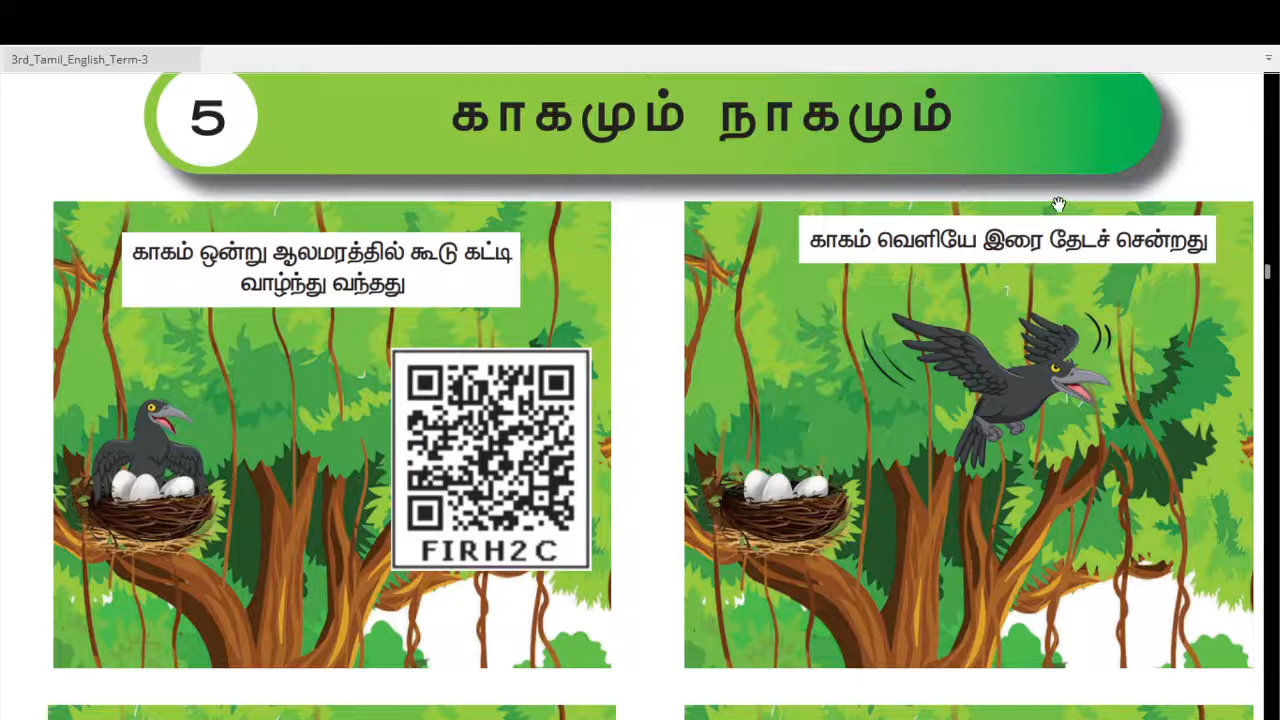 3rd_Tamil_English_Term-3
5
காகமும் நாகமும்
காகம் ஒன்று ஆலமரத்தில் கூடு கட்டி
வாழ்ந்து வந்தது
FIRH2C
காகம் வெளியே இரை தேடச் சென்றது